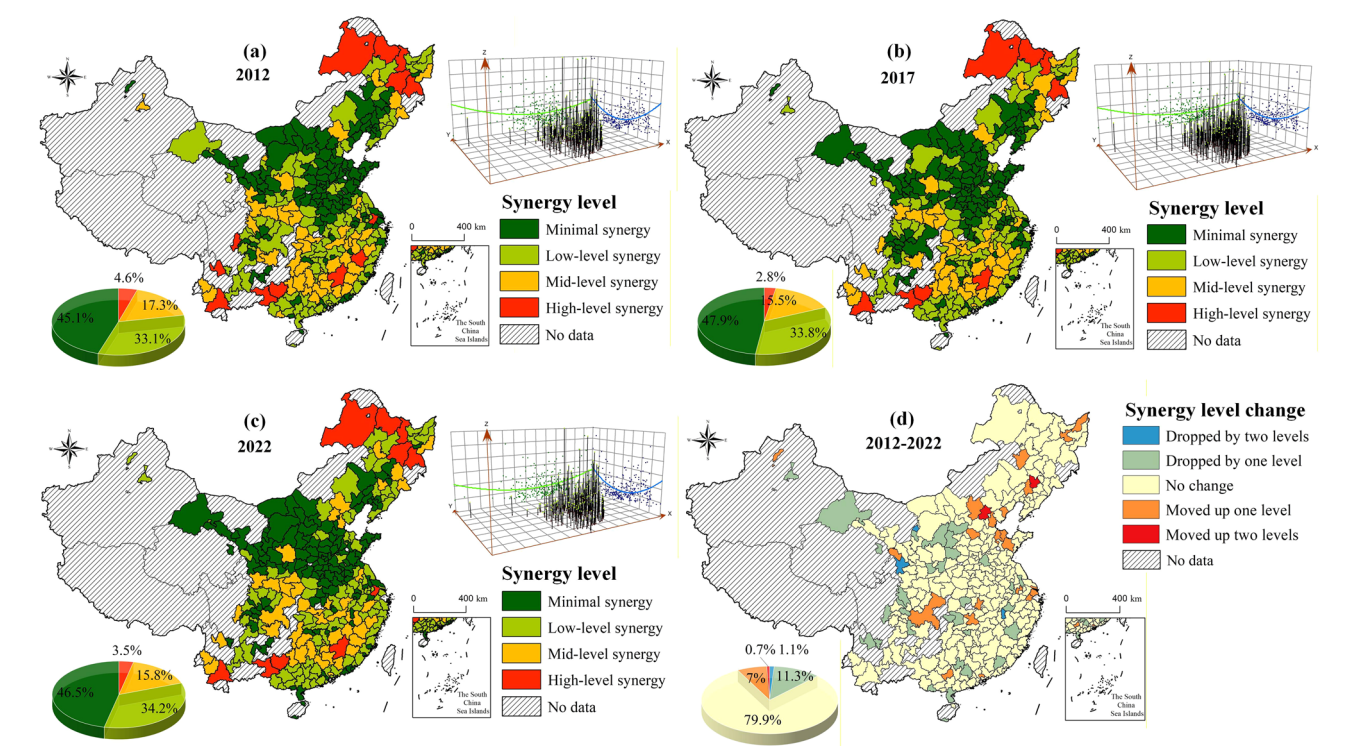 (a)
2012
Z
Y
X
Synergy level
Minimal synergy
Low-level synergy
Mid-level synergy
High-level synergy
No data
0 400 km
The South
China
Sea Islands
4.6%
17.3%
33.1%
45.1%
(b)
2017
Z
Y
X
Synergy level
Minimal synergy
Low-level synergy
Mid-level synergy
High-level synergy
No data
0 400 km
The South
China
Sea Islands
2.8%
15.5%
33.8%
47.9%
(c)
2022
Z
Y
X
Synergy level
Minimal synergy
Low-level synergy
Mid-level synergy
High-level synergy
No data
0 400 km
The South
China
Sea Islands
3.5%
15.8%
34.2%
46.5%
(d)
2012-2022
Synergy level change
Dropped by two levels
Dropped by one level
No change
Moved up one level
Moved up two levels
No data
0 400 km
The South
China
Sea Islands
0.7% 1.1%
7% 11.3%
79.9%